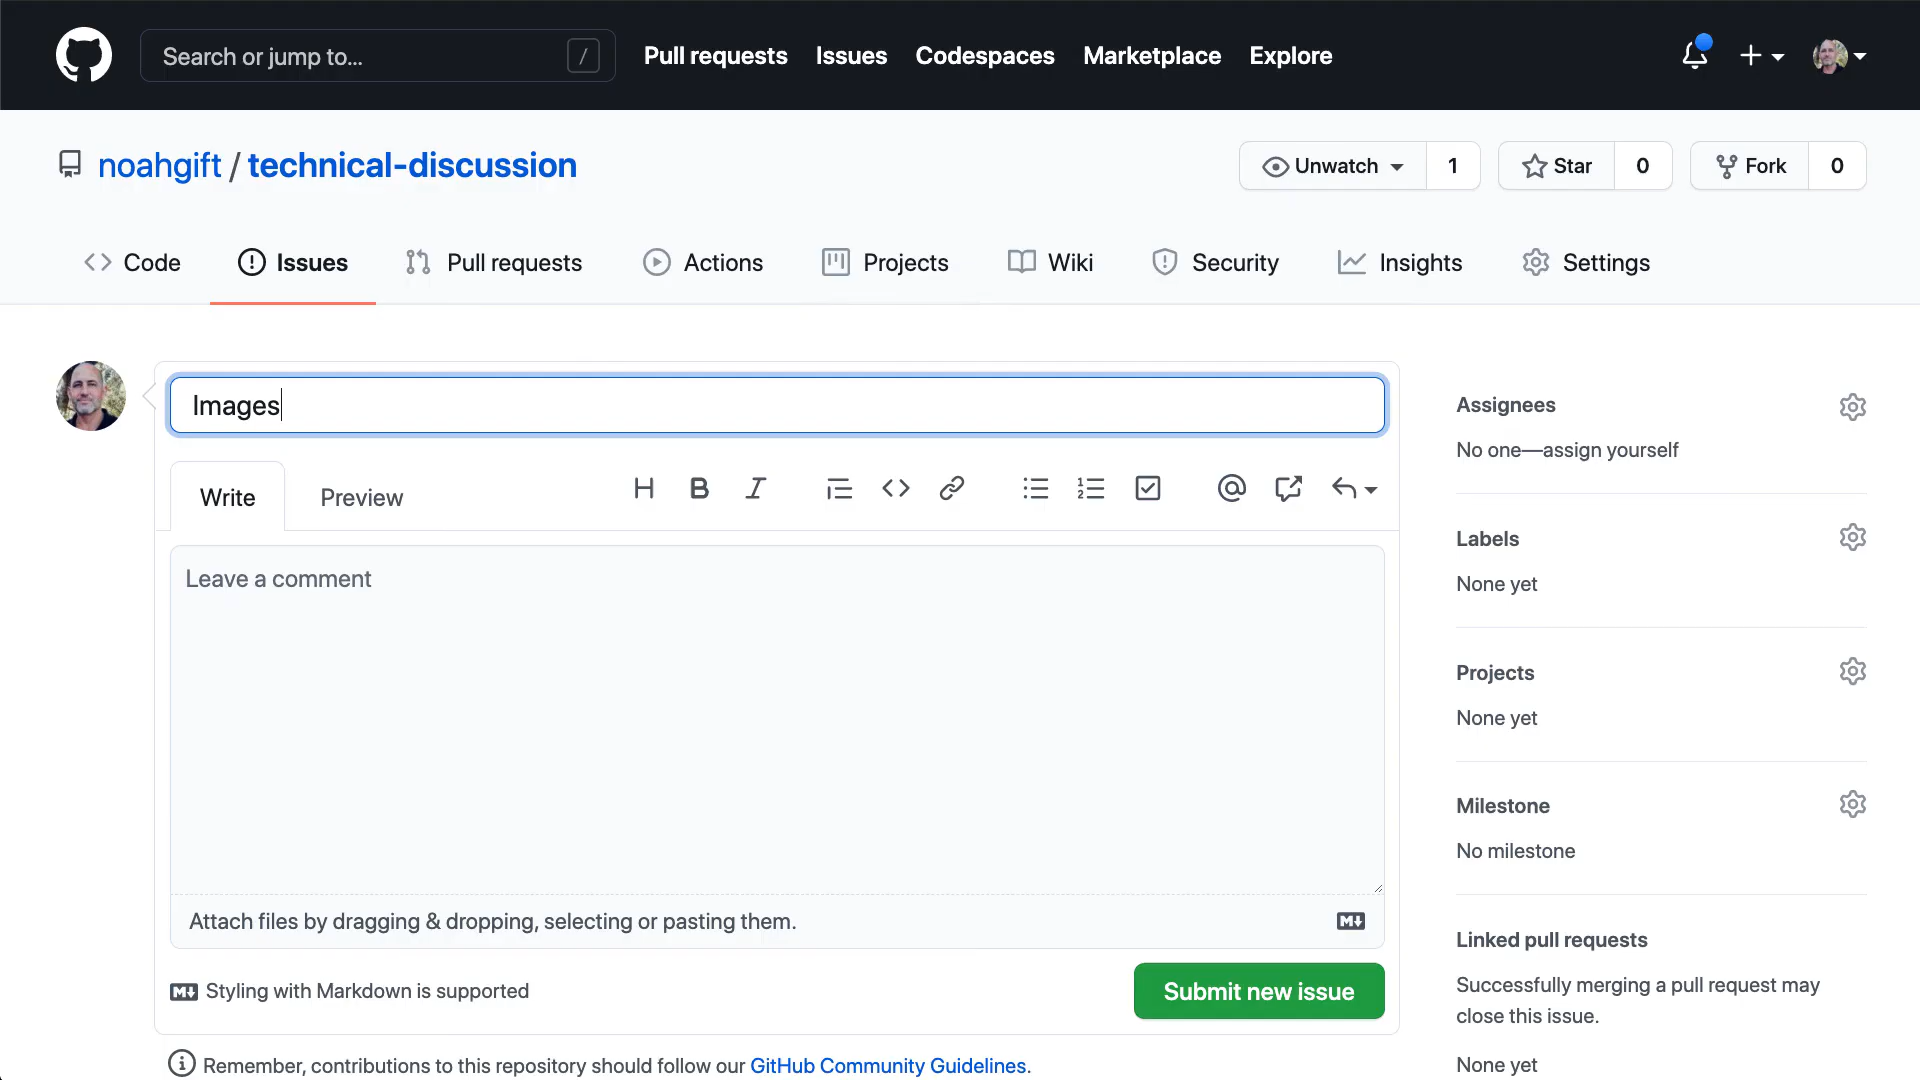 Search or jump to... /
Pull requests Issues Codespaces Marketplace Explore
noahgift / technical-discussion
Unwatch 1 Star 0 Fork 0
Code Issues Pull requests Actions Projects Wiki Security Insights Settings
Images
Write Preview
Leave a comment
Attach files by dragging & dropping, selecting or pasting them.
Styling with Markdown is supported
Submit new issue
Remember, contributions to this repository should follow our GitHub Community Guidelines.
Assignees
No one—assign yourself
Labels
None yet
Projects
None yet
Milestone
No milestone
Linked pull requests
Successfully merging a pull request may
close this issue.
None yet